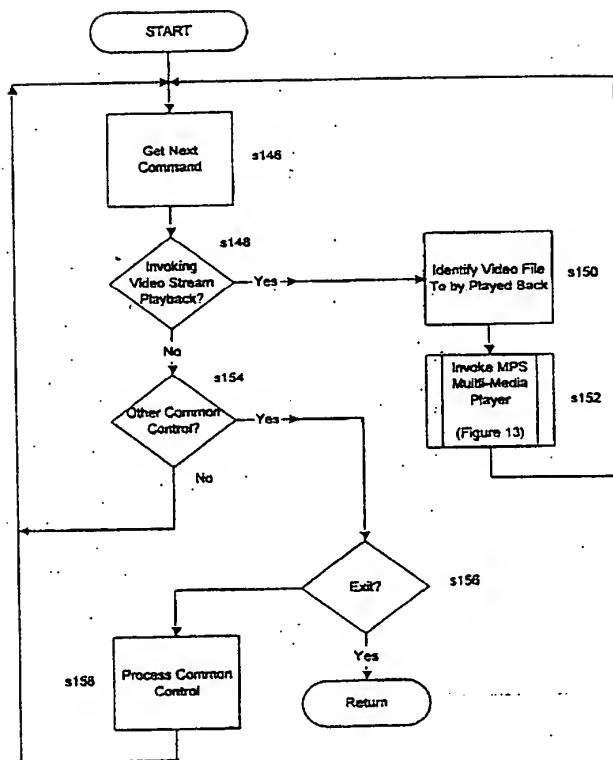 START
Get Next
Command
s146
s148
Invoking
Video Stream
Playback?
Yes
Identify Video File
To by Played Back
s150
No
Invoke MPS
Multi-Media
Player
(Figure 13)
s152
s154
Other Common
Control?
Yes
No
Exit?
s156
Yes
Return
s158
Process Common
Control